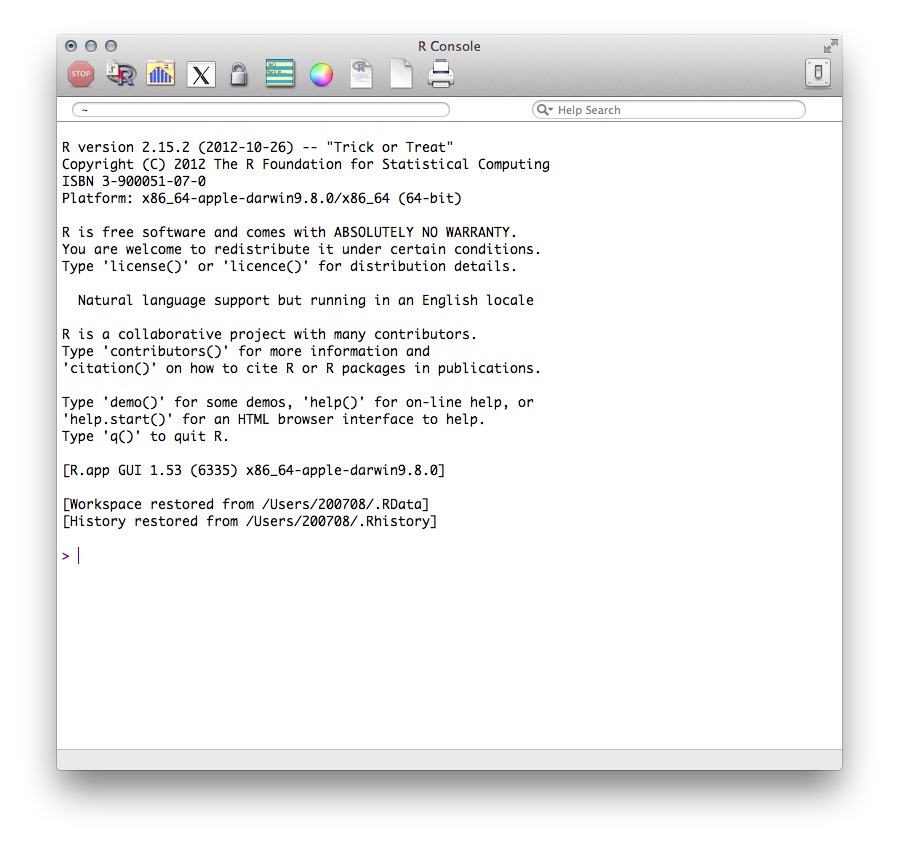 R Console
STOP
X
~
Help Search
R version 2.15.2 (2012-10-26) -- "Trick or Treat"
Copyright (C) 2012 The R Foundation for Statistical Computing
ISBN 3-900051-07-0
Platform: x86_64-apple-darwin9.8.0/x86_64 (64-bit)
R is free software and comes with ABSOLUTELY NO WARRANTY.
You are welcome to redistribute it under certain conditions.
Type 'license()' or 'licence()' for distribution details.
Natural language support but running in an English locale
R is a collaborative project with many contributors.
Type 'contributors()' for more information and
'citation()' on how to cite R or R packages in publications.
Type 'demo()' for some demos, 'help()' for on-line help, or
'help.start()' for an HTML browser interface to help.
Type 'q()' to quit R.
[R.app GUI 1.53 (6335) x86_64-apple-darwin9.8.0]
[Workspace restored from /Users/200708/.RData]
[History restored from /Users/200708/.Rhistory]
>